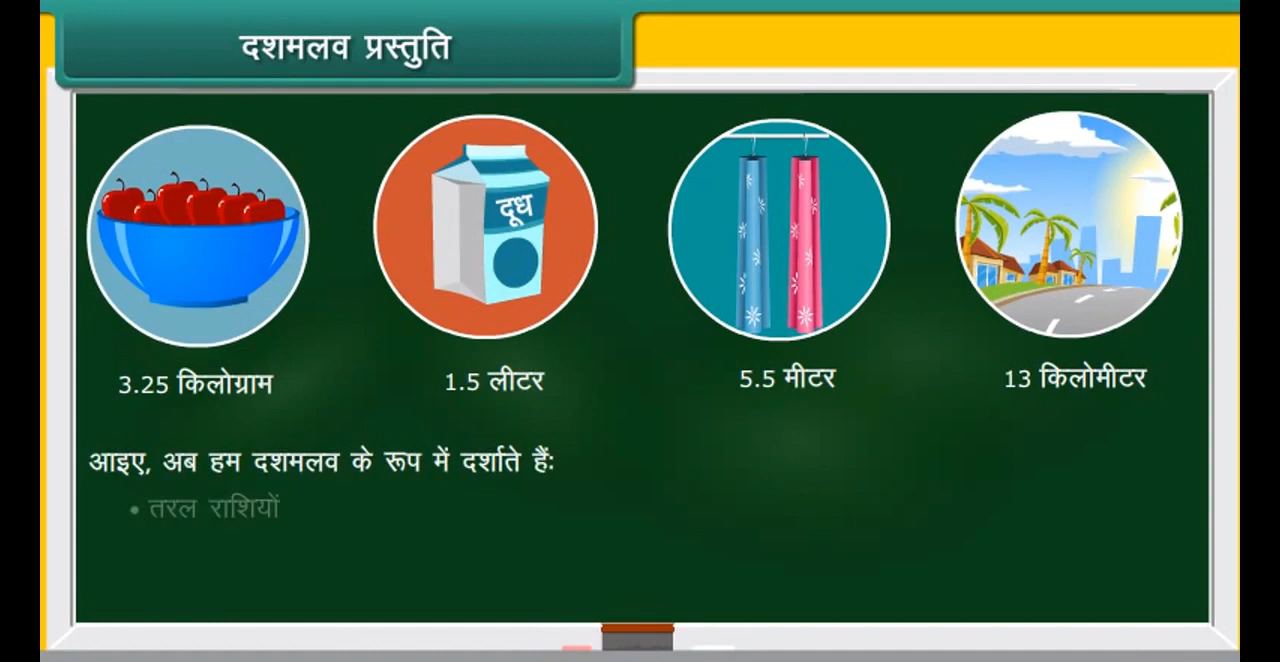 दशमलव प्रस्तुति
दूध
3.25 किलोग्राम
1.5 लीटर
5.5 मीटर
13 किलोमीटर
आइए, अब हम दशमलव के रूप में दर्शाते हैं:
• तरल राशियों